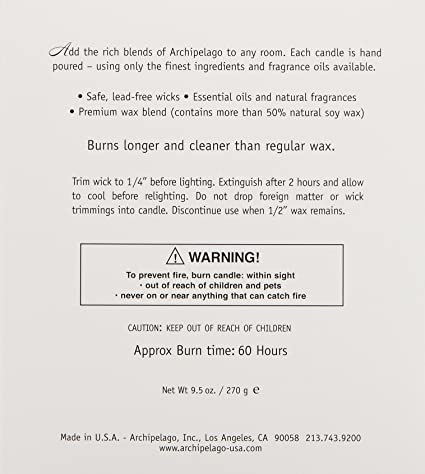 Add the rich blends of Archipelago to any room. Each candle is hand
poured – using only the finest ingredients and fragrance oils available.
• Safe, lead-free wicks • Essential oils and natural fragrances
• Premium wax blend (contains more than 50% natural soy wax)
Burns longer and cleaner than regular wax.
Trim wick to 1/4″ before lighting. Extinguish after 2 hours and allow
to cool before relighting. Do not drop foreign matter or wick
trimmings into candle. Discontinue use when 1/2″ wax remains.
⚠ WARNING!
To prevent fire, burn candle: within sight
• out of reach of children and pets
• never on or near anything that can catch fire
CAUTION: KEEP OUT OF REACH OF CHILDREN
Approx Burn time: 60 Hours
Net Wt 9.5 oz. / 270 g ℮
Made in U.S.A. - Archipelago, Inc., Los Angeles, CA 90058 213.743.9200
www.archipelago-usa.com